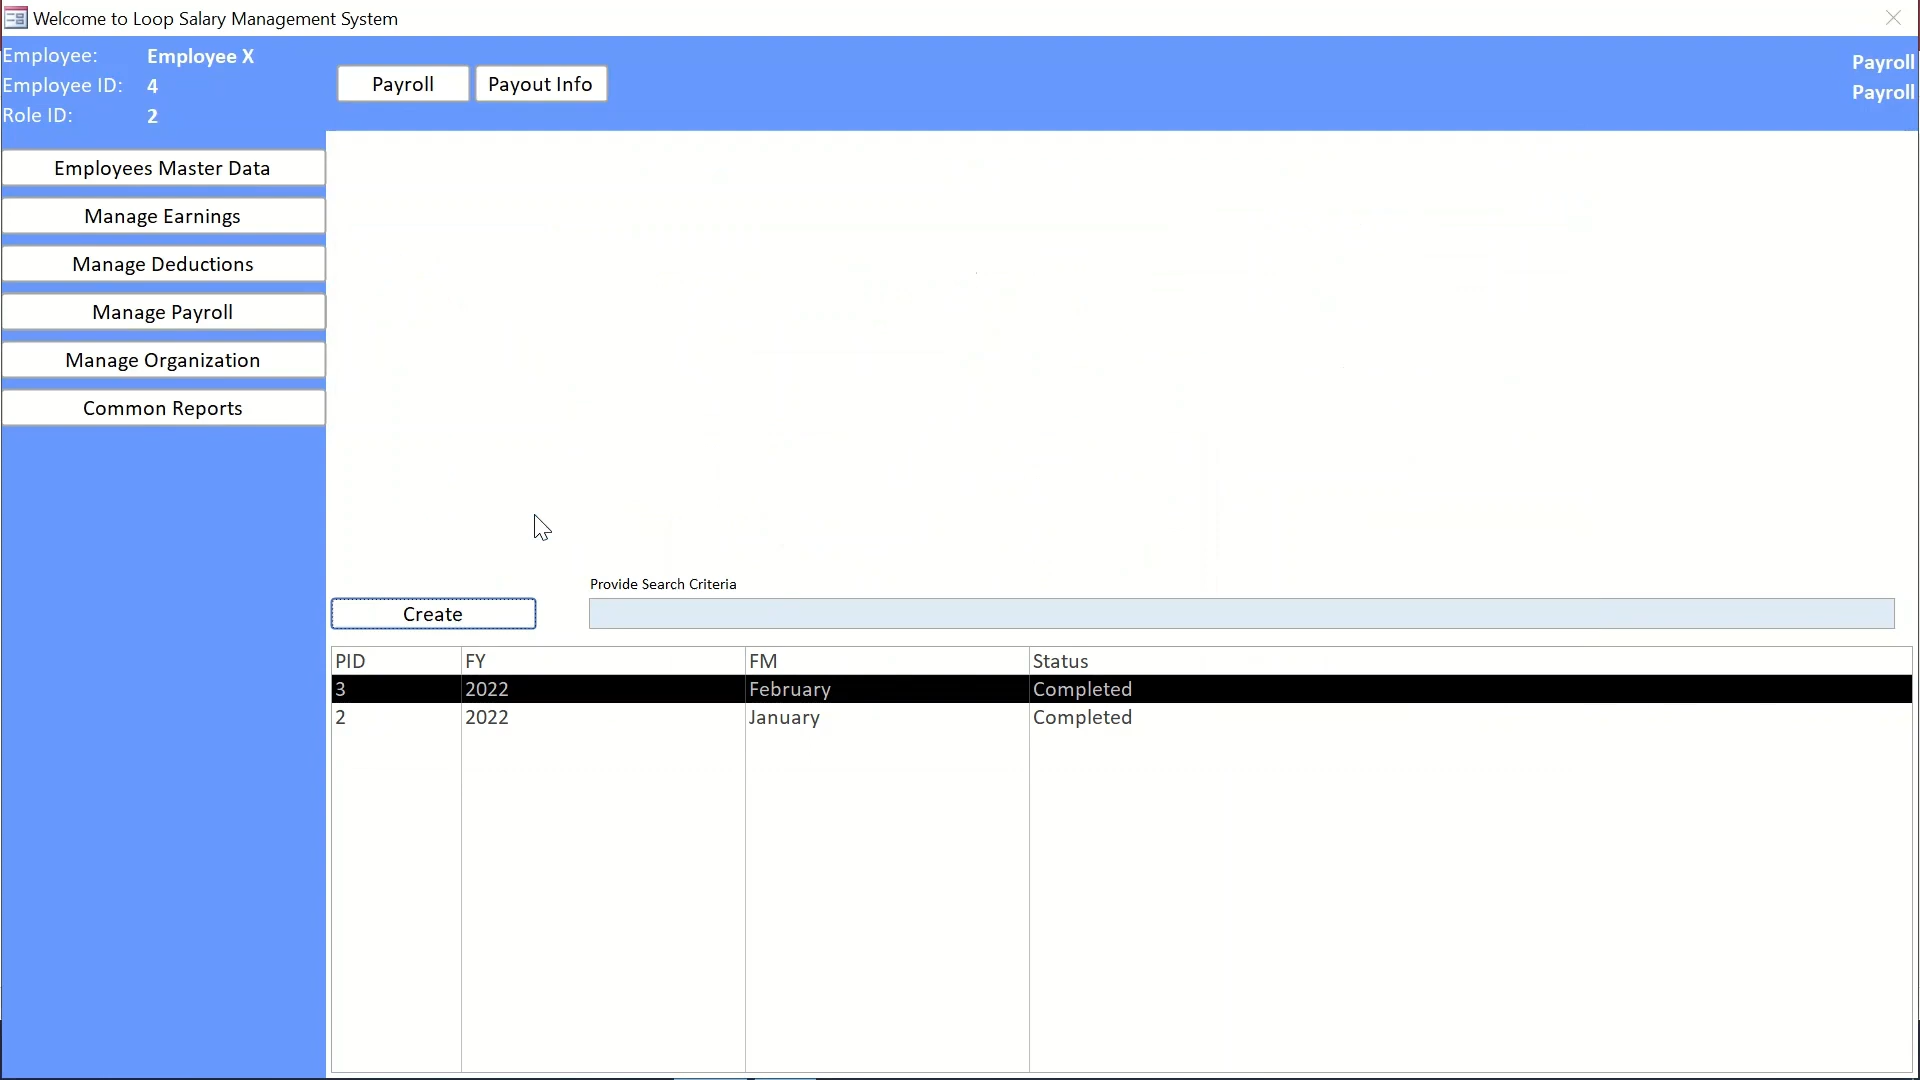 Welcome to Loop Salary Management System
Employee: Employee X
Employee ID: 4
Role ID: 2
Payroll
Payout Info
Payroll
Payroll
Employees Master Data
Manage Earnings
Manage Deductions
Manage Payroll
Manage Organization
Common Reports
Provide Search Criteria
Create
PID FY FM Status
3 2022 February Completed
2 2022 January Completed